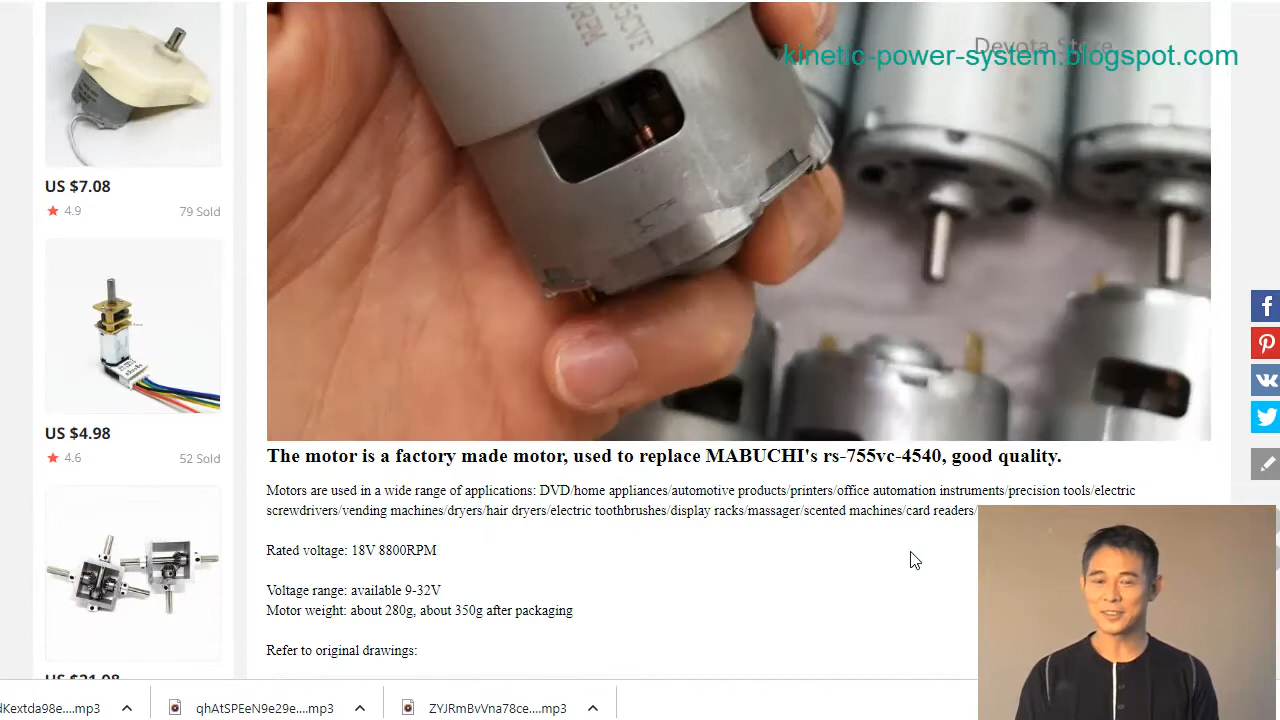 Devota Store
kinetic-power-system.blogspot.com
US $7.08
4.9
79 Sold
US $4.98
4.6
52 Sold
The motor is a factory made motor, used to replace MABUCHI's rs-755vc-4540, good quality.
Motors are used in a wide range of applications: DVD/home appliances/automotive products/printers/office automation instruments/precision tools/electric
screwdrivers/vending machines/dryers/hair dryers/electric toothbrushes/display racks/massager/scented machines/card readers/
Rated voltage: 18V 8800RPM
Voltage range: available 9-32V
Motor weight: about 280g, about 350g after packaging
Refer to original drawings:
dKextda98e....mp3
qhAtSPEeN9e29e....mp3
ZYJRmBvVna78ce....mp3